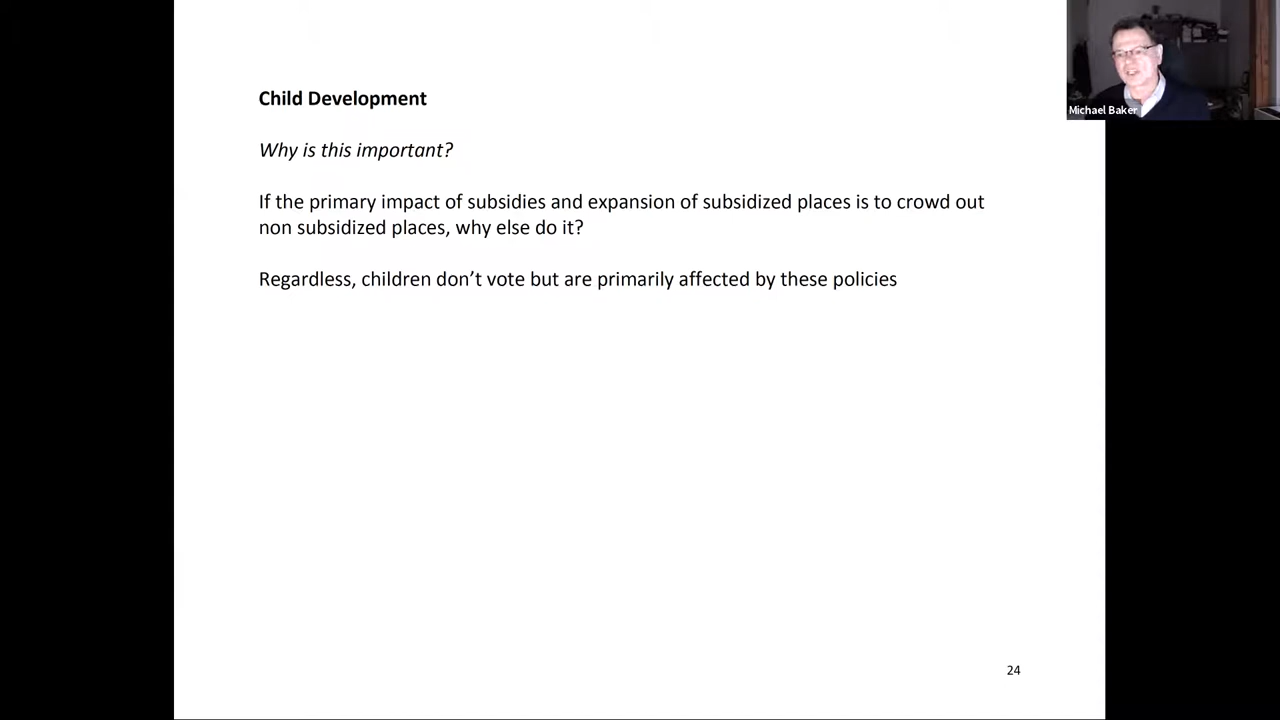 Child Development
Why is this important?
If the primary impact of subsidies and expansion of subsidized places is to crowd out
non subsidized places, why else do it?
Regardless, children don’t vote but are primarily affected by these policies
24
Michael Baker